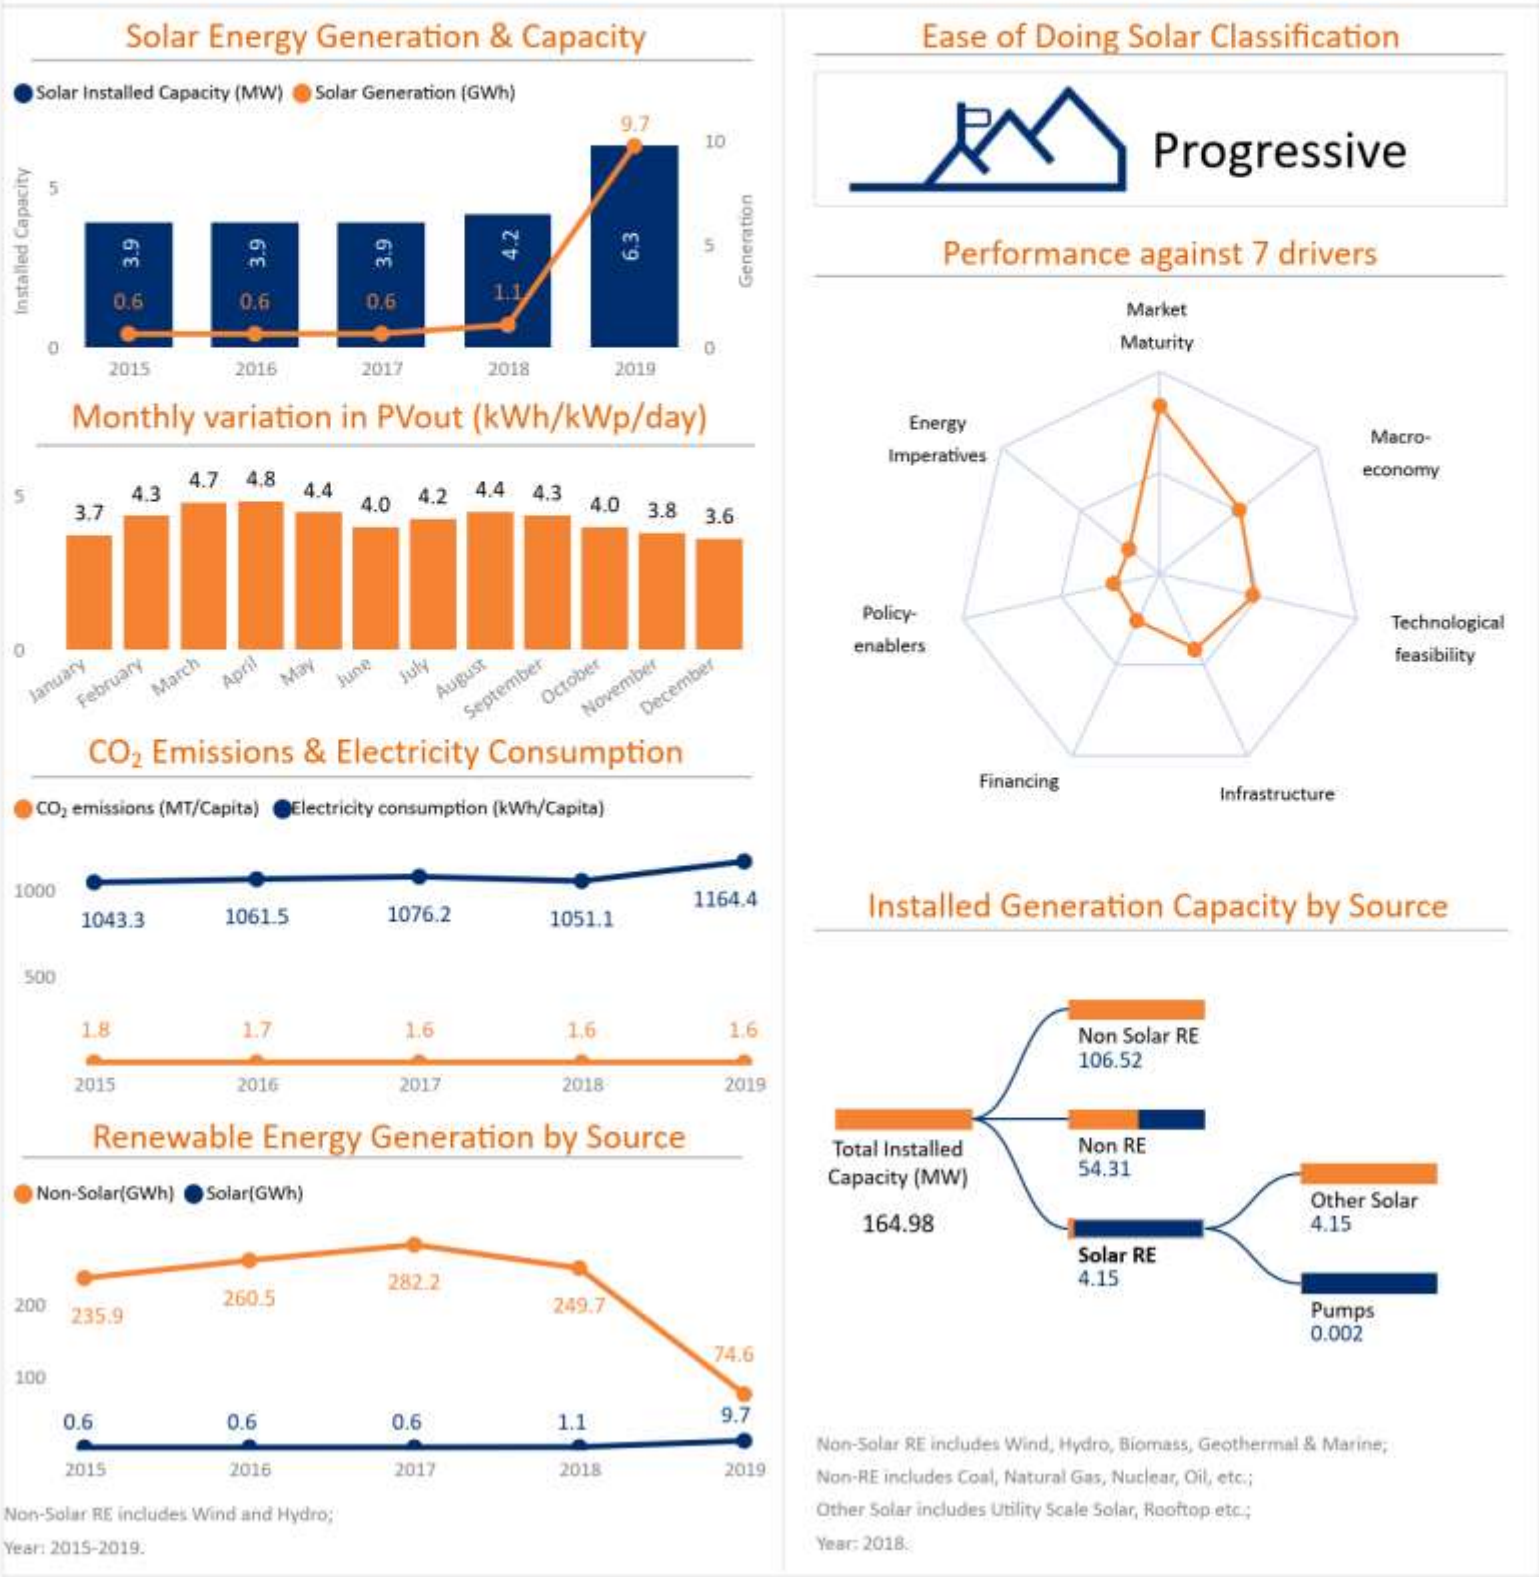 Solar Energy Generation & Capacity
Solar Installed Capacity (MW) Solar Generation (GWh)
Installed Capacity
Generation
9.7
10
5
3.9 3.9 3.9 4.2 6.3
5
0.6 0.6 0.6 1.1
0
0
2015 2016 2017 2018 2019
Monthly variation in PVout (kWh/kWp/day)
5
3.7 4.3 4.7 4.8 4.4 4.0 4.2 4.4 4.3 4.0 3.8 3.6
0
January February March April May June July August September October November December
CO₂ Emissions & Electricity Consumption
CO₂ emissions (MT/Capita) Electricity consumption (kWh/Capita)
1000
1043.3 1061.5 1076.2 1051.1 1164.4
500
1.8 1.7 1.6 1.6 1.6
2015 2016 2017 2018 2019
Renewable Energy Generation by Source
Non-Solar(GWh) Solar(GWh)
235.9 260.5 282.2 249.7 74.6
200
100
0.6 0.6 0.6 1.1 9.7
2015 2016 2017 2018 2019
Non-Solar RE includes Wind and Hydro;
Year: 2015-2019.
Ease of Doing Solar Classification
Progressive
Performance against 7 drivers
Market
Maturity
Macro-
economy
Technological
feasibility
Infrastructure
Financing
Policy-
enablers
Energy
Imperatives
Installed Generation Capacity by Source
Total Installed
Capacity (MW)
164.98
Non Solar RE
106.52
Non RE
54.31
Solar RE
4.15
Other Solar
4.15
Pumps
0.002
Non-Solar RE includes Wind, Hydro, Biomass, Geothermal & Marine;
Non-RE includes Coal, Natural Gas, Nuclear, Oil, etc.;
Other Solar includes Utility Scale Solar, Rooftop etc.;
Year: 2018.